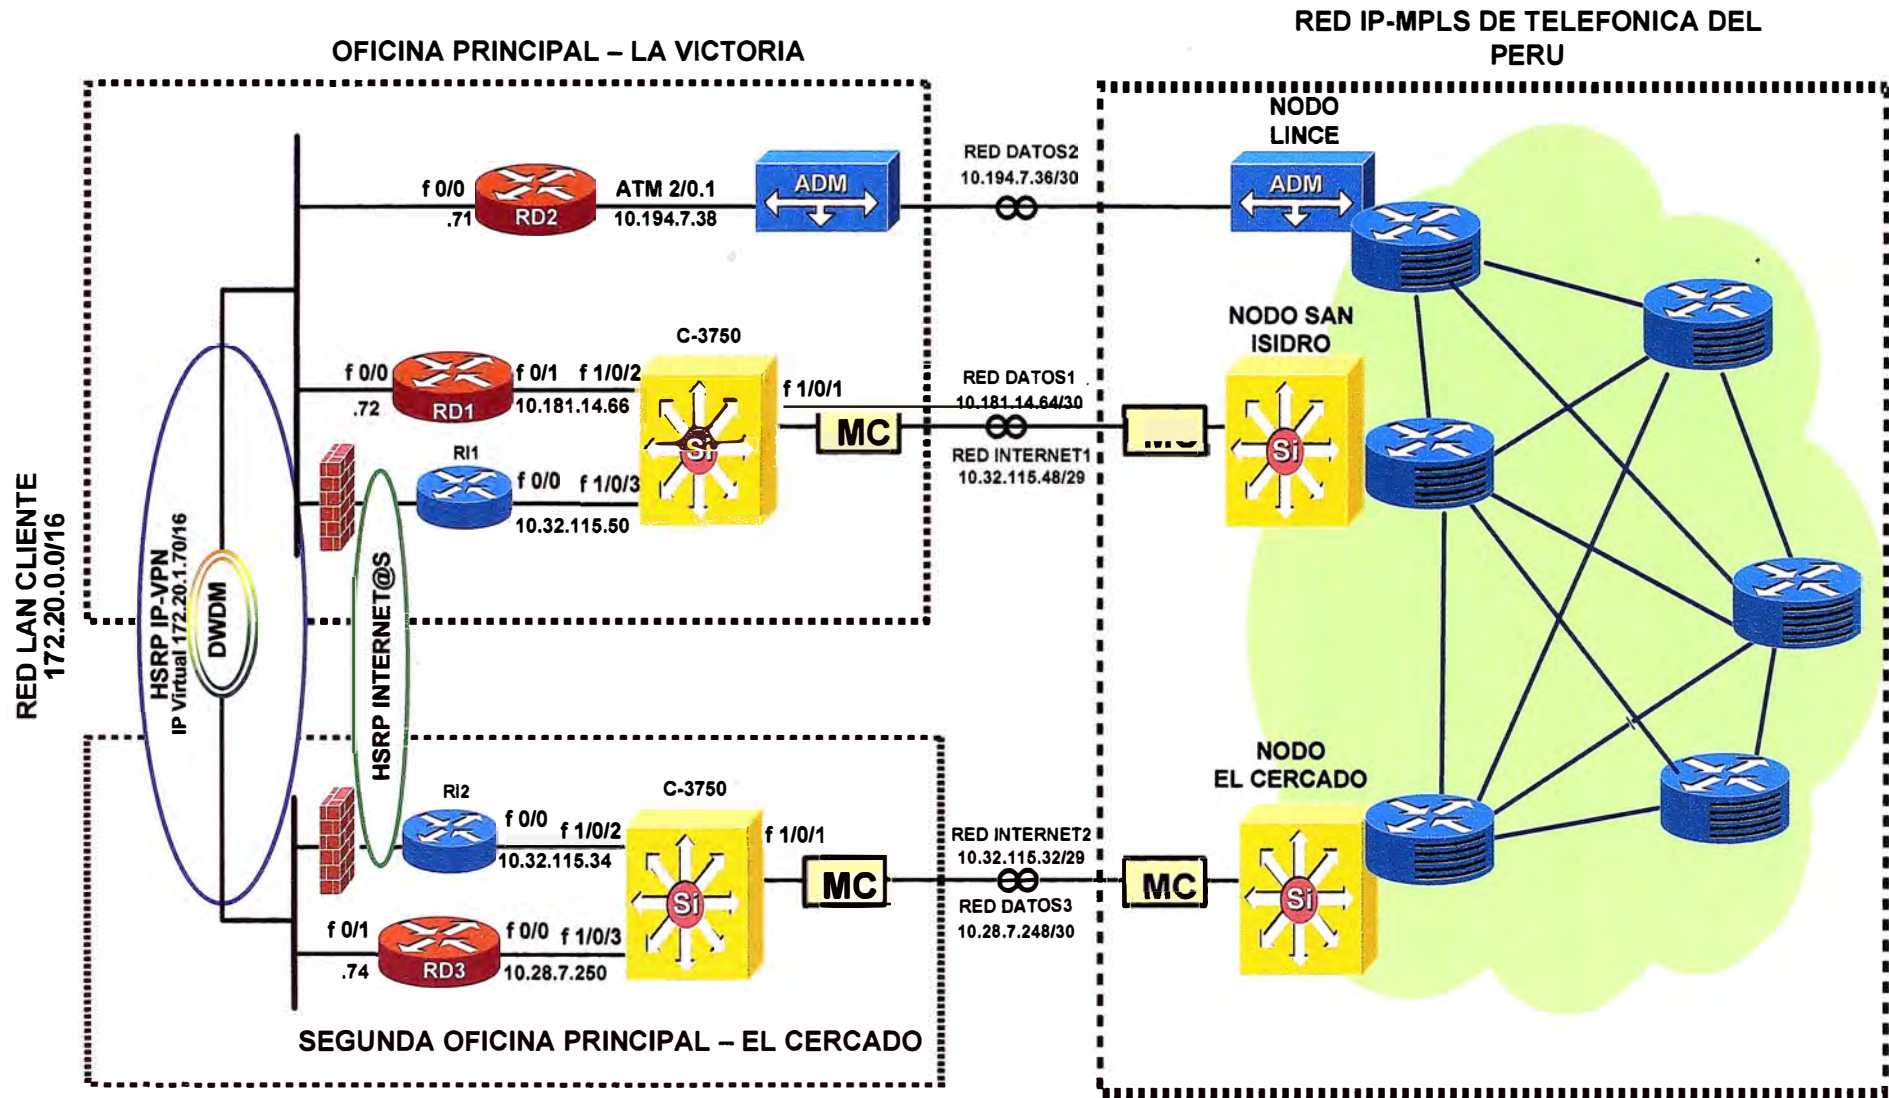 RED IP-MPLS DE TELEFONICA DEL
PERU
OFICINA PRINCIPAL – LA VICTORIA
NODO
LINCE
RED DATOS2
10.194.7.36/30
f 0/0
.71
RD2
ATM 2/0.1
10.194.7.38
ADM
ADM
C-3750
NODO SAN
ISIDRO
f 0/0
.72
RD1
f 0/1
f 1/0/2
10.181.14.66
f 1/0/1
RED DATOS1
10.181.14.64/30
MC
Si
Si
RED INTERNET1
10.32.115.48/29
RI1
f 0/0
f 1/0/3
10.32.115.50
RED LAN CLIENTE
172.20.0.0/16
HSRP IP-VPN
IP Virtual 172.20.1.70/16
DWDM
HSRP INTERNET@S
NODO
EL CERCADO
RI2
C-3750
f 0/0
f 1/0/2
10.32.115.34
f 1/0/1
RED INTERNET2
10.32.115.32/29
MC
MC
Si
Si
RED DATOS3
10.28.7.248/30
f 0/1
.74
RD3
f 0/0
f 1/0/3
10.28.7.250
SEGUNDA OFICINA PRINCIPAL – EL CERCADO